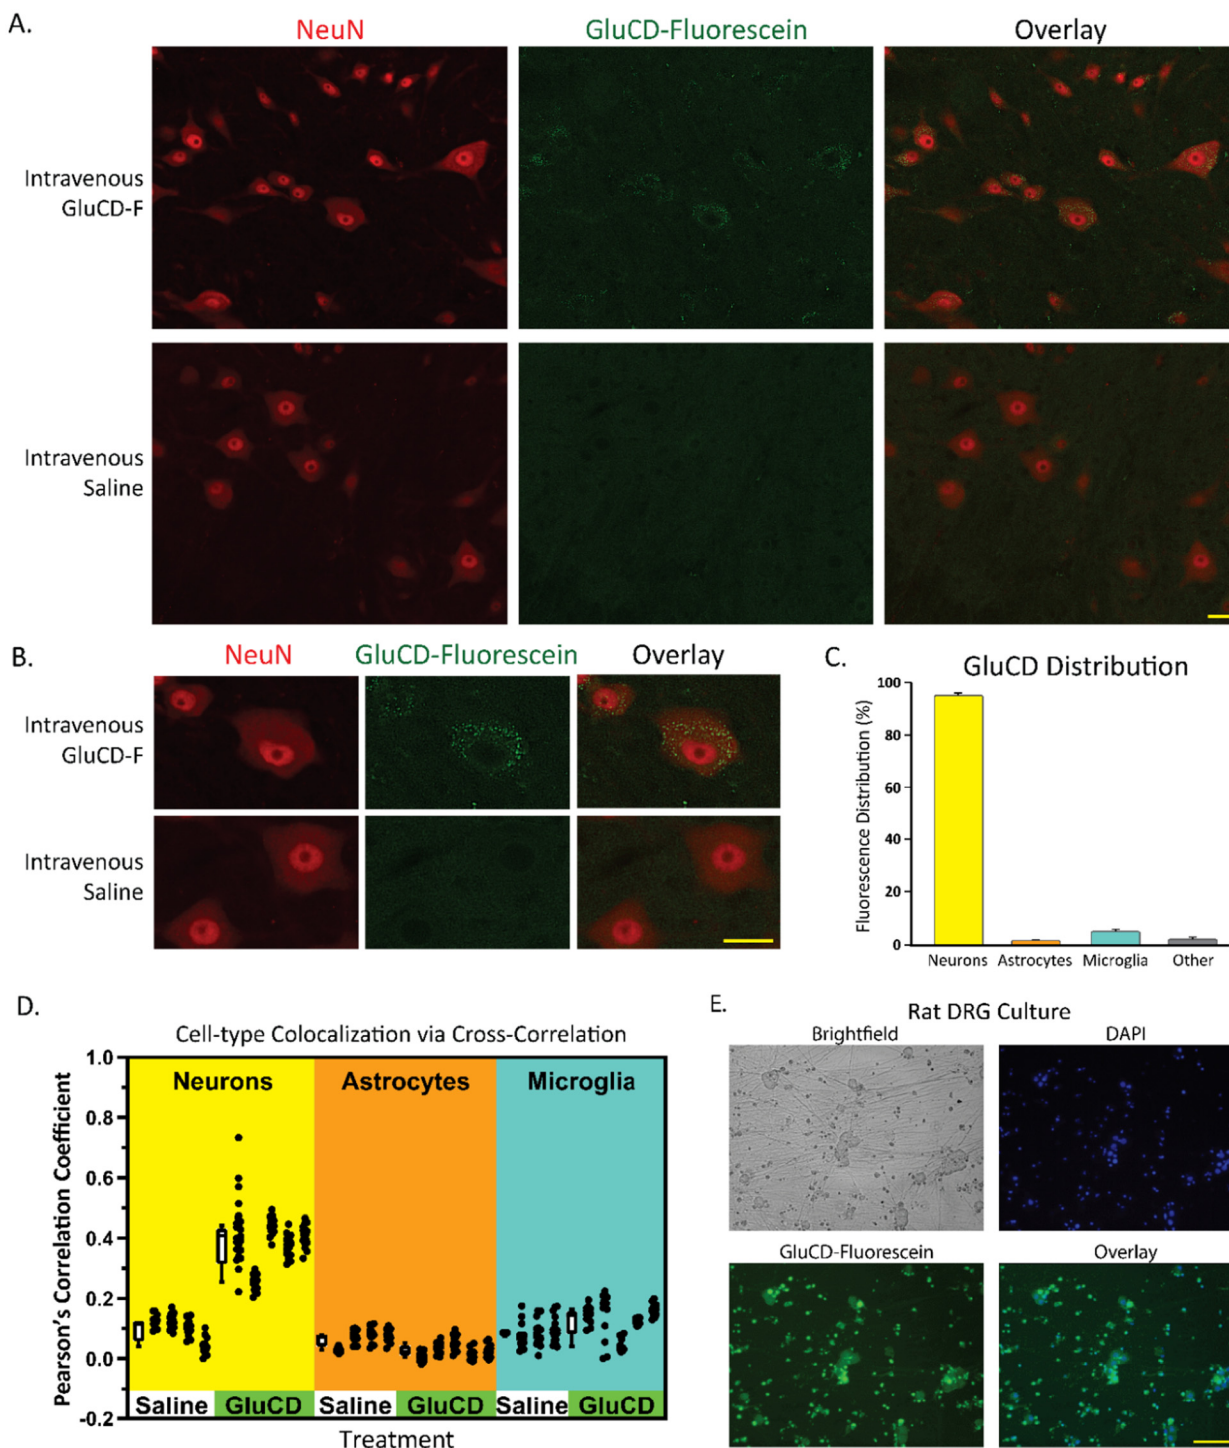 A.
NeuN
GluCD-Fluorescein
Overlay
Intravenous
GluCD-F
Intravenous
Saline
B.
NeuN
GluCD-Fluorescein
Overlay
Intravenous
GluCD-F
Intravenous
Saline
C.
GluCD Distribution
Fluorescence Distribution (%)
100
80
60
40
20
0
Neurons
Astrocytes
Microglia
Other
D.
Cell-type Colocalization via Cross-Correlation
Pearson's Correlation Coefficient
1.0
0.8
0.6
0.4
0.2
0.0
-0.2
Neurons
Astrocytes
Microglia
Saline
GluCD
Saline
GluCD
Saline
GluCD
Treatment
E.
Rat DRG Culture
Brightfield
DAPI
GluCD-Fluorescein
Overlay